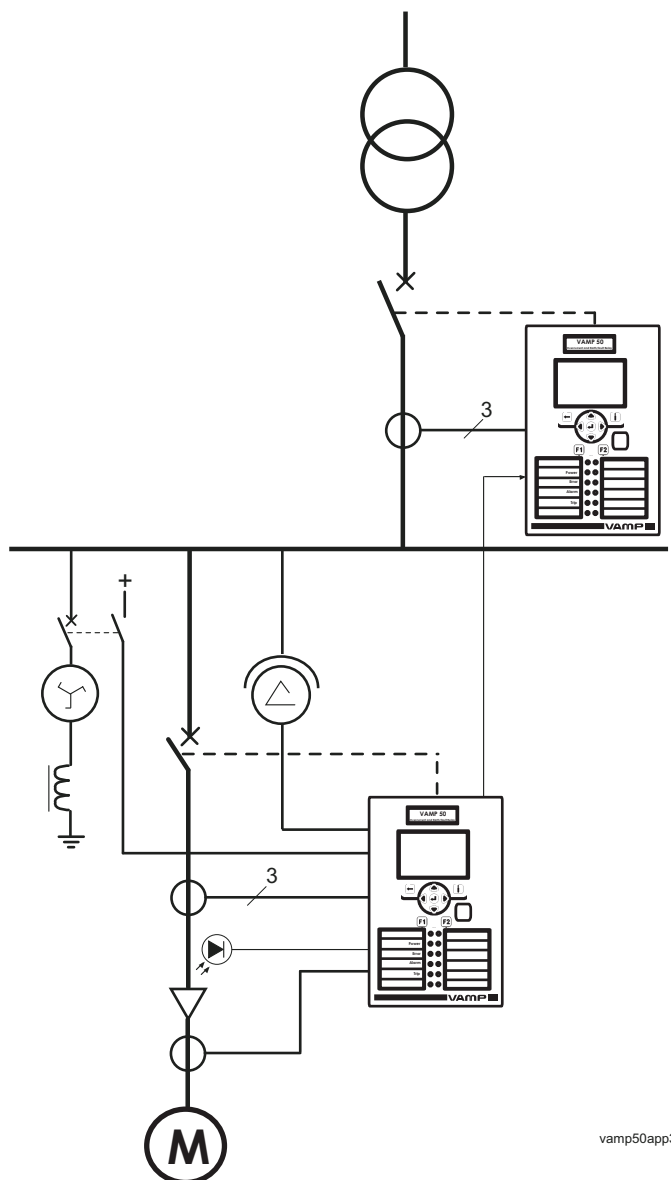 VAMP 50
3
F1
F2
Power
Error
Alarm
Trip
VAMP
+
VAMP 50
3
F1
F2
Power
Error
Alarm
Trip
VAMP
M
vamp50app3